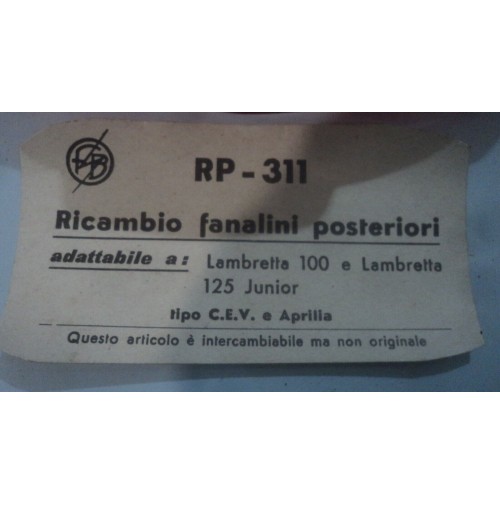 RP - 311
Ricambio fanalini posteriori
adattabile a: Lambretta 100 e Lambretta
125 Junior
tipo C.E.V. e Aprilia
Questo articolo è intercambiabile ma non originale